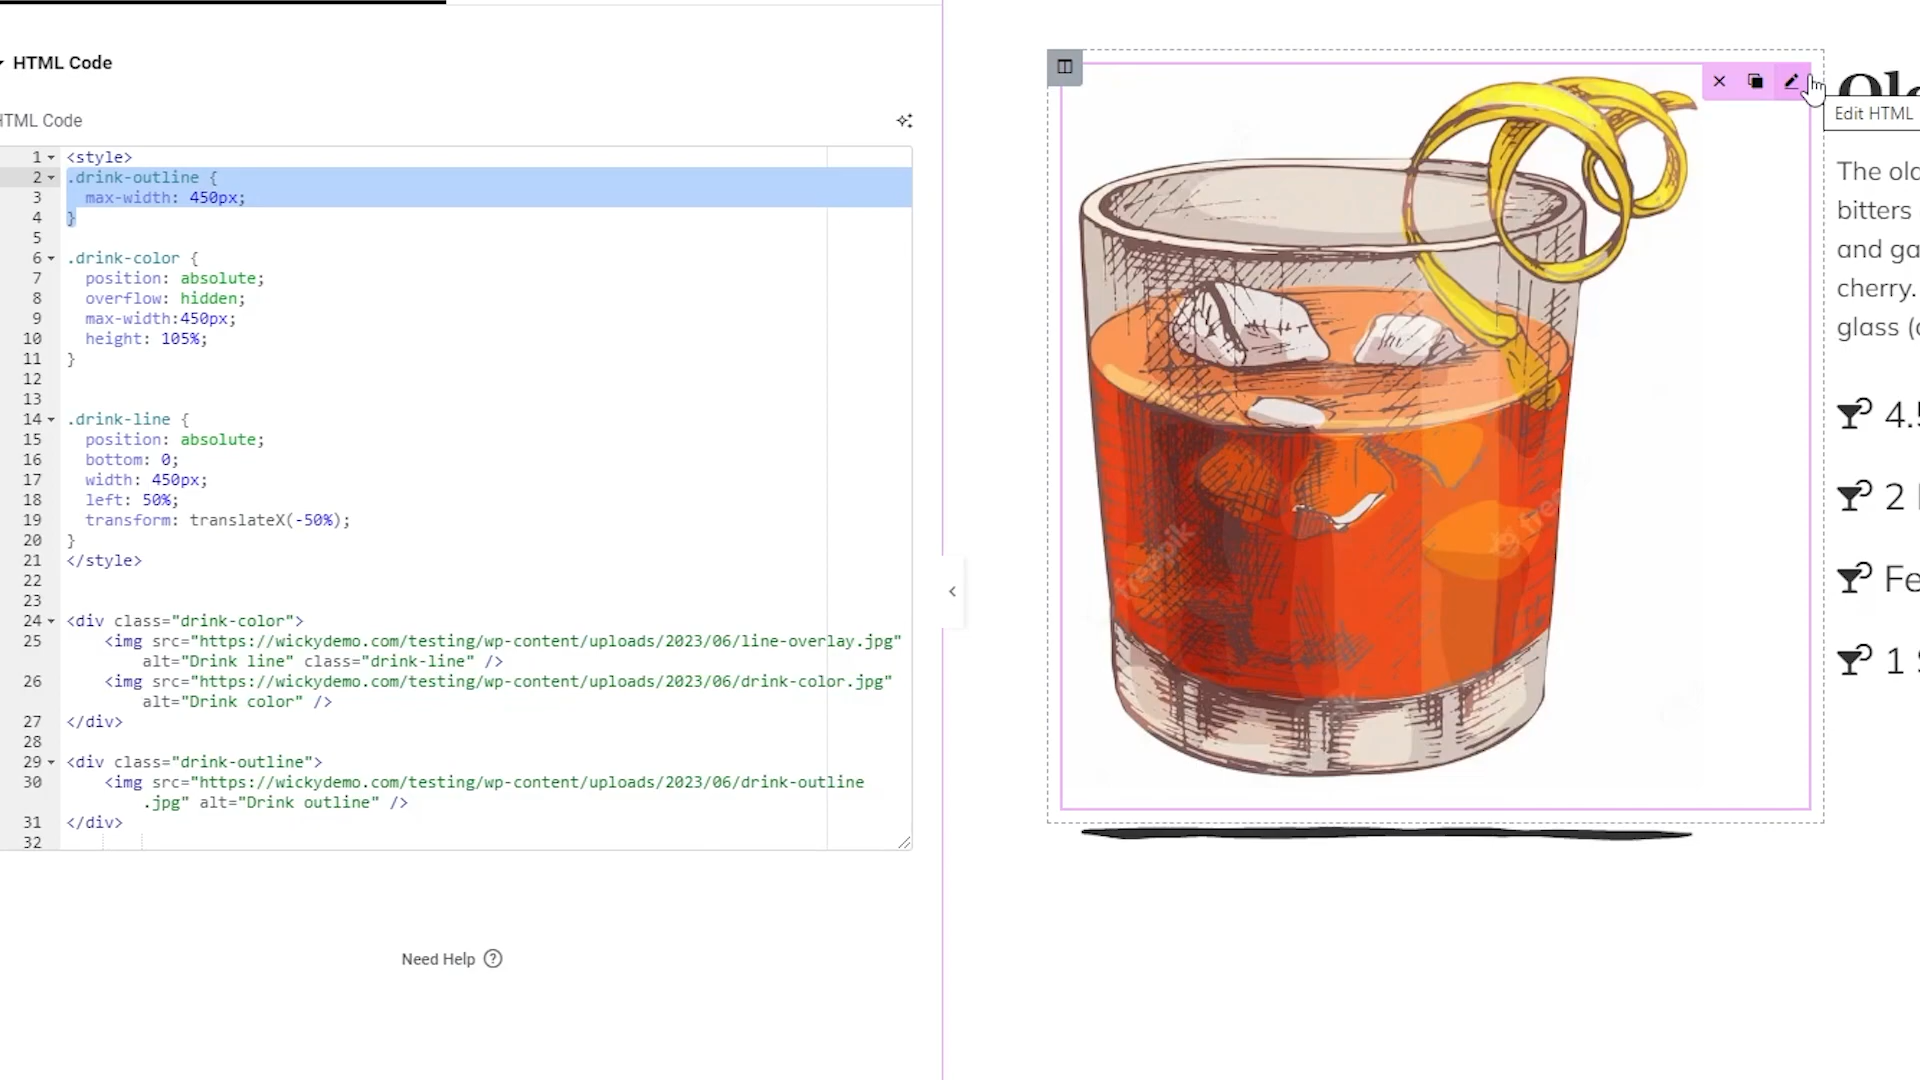 HTML Code
HTML Code
1 <style>
2 .drink-outline {
3 max-width: 450px;
4 }
5
6 .drink-color {
7 position: absolute;
8 overflow: hidden;
9 max-width:450px;
10 height: 105%;
11 }
12
13
14 .drink-line {
15 position: absolute;
16 bottom: 0;
17 width: 450px;
18 left: 50%;
19 transform: translateX(-50%);
20 }
21 </style>
22
23
24 <div class="drink-color">
25 <img src="https://wickydemo.com/testing/wp-content/uploads/2023/06/line-overlay.jpg"
alt="Drink line" class="drink-line" />
26 <img src="https://wickydemo.com/testing/wp-content/uploads/2023/06/drink-color.jpg"
alt="Drink color" />
27 </div>
28
29 <div class="drink-outline">
30 <img src="https://wickydemo.com/testing/wp-content/uploads/2023/06/drink-outline
.jpg" alt="Drink outline" />
31 </div>
32
Need Help
freepik
Edit HTML
The
bitters
and
cherry.
glass
2
1